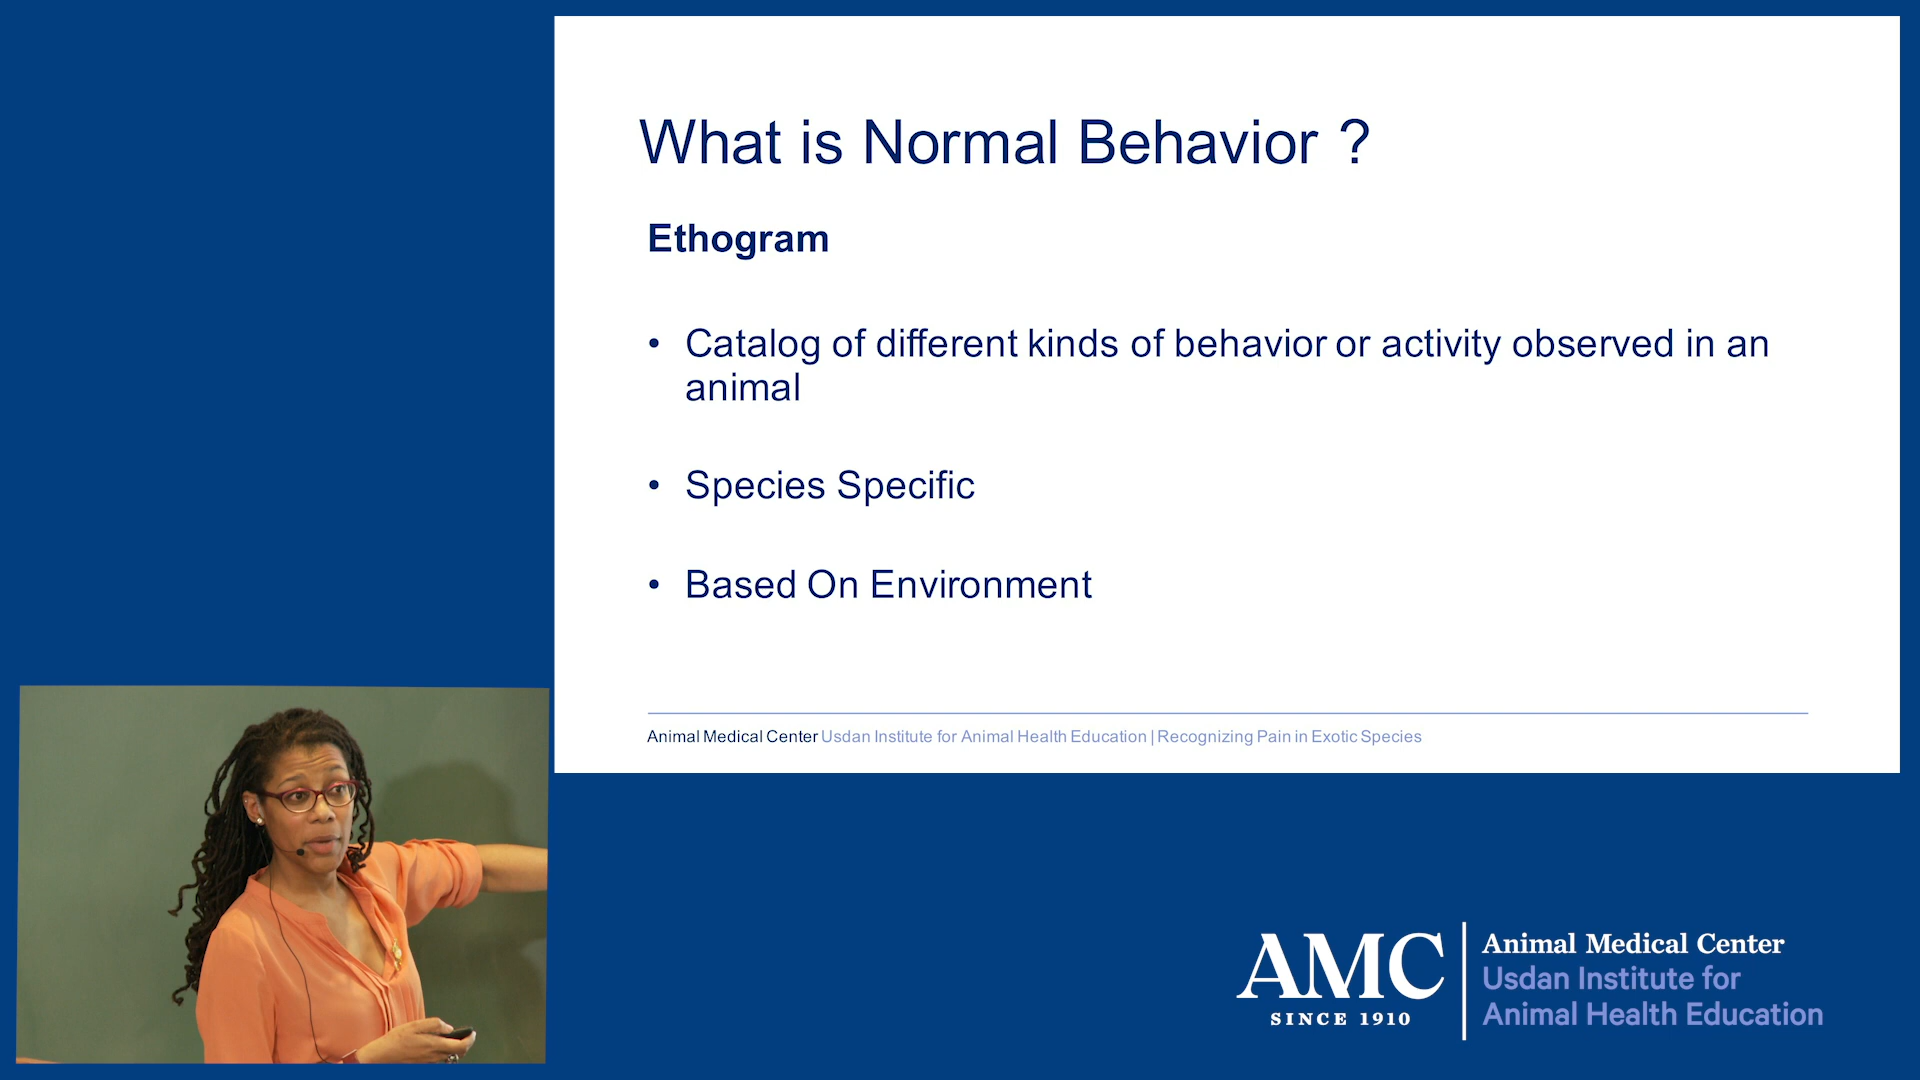 What is Normal Behavior ?
Ethogram
• Catalog of different kinds of behavior or activity observed in an
animal
• Species Specific
• Based On Environment
Animal Medical Center Usdan Institute for Animal Health Education | Recognizing Pain in Exotic Species
AMC
SINCE 1910
Animal Medical Center
Usdan Institute for
Animal Health Education